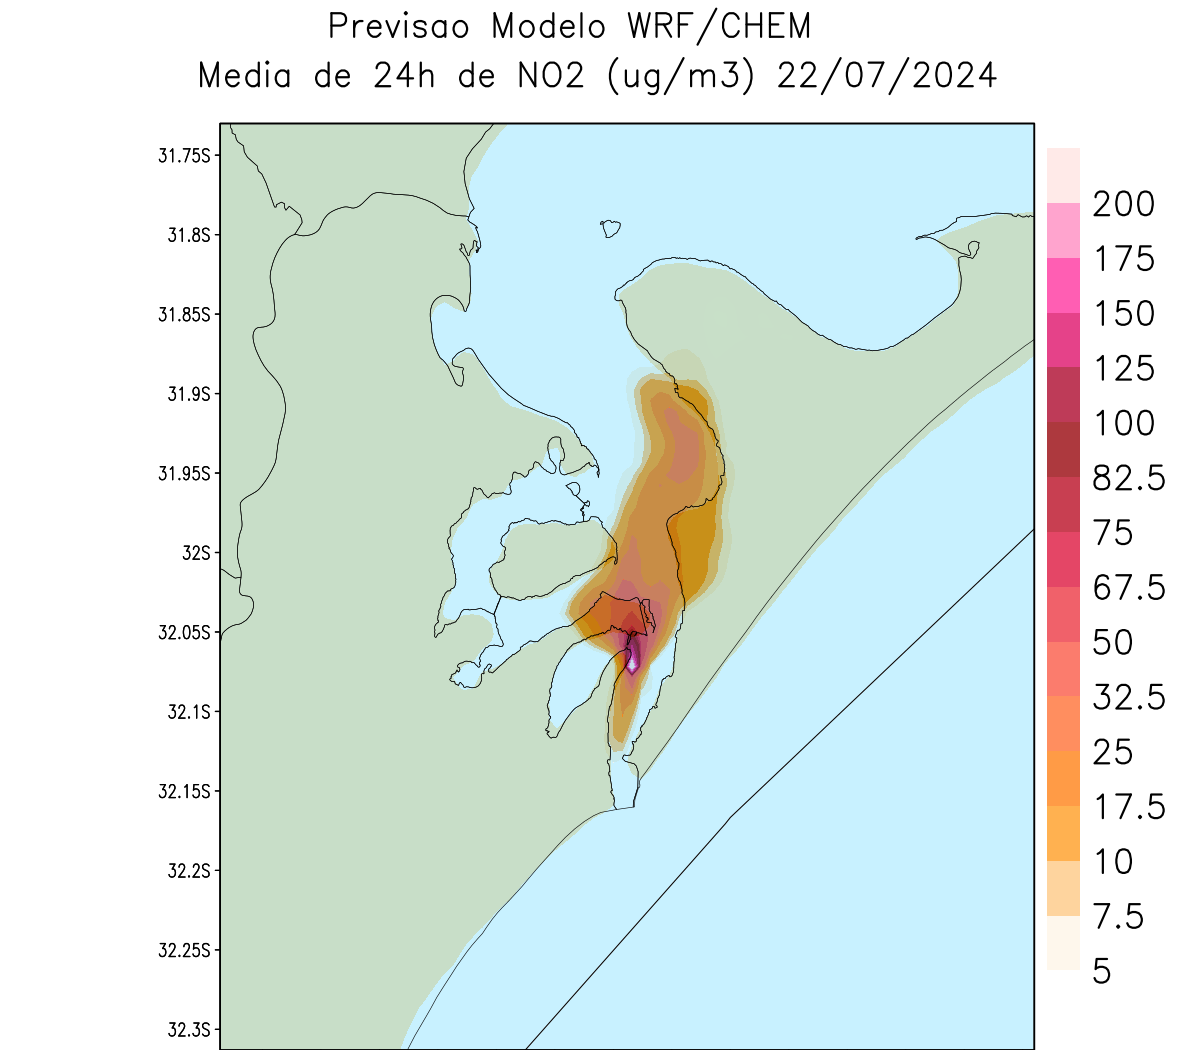 Previsao Modelo WRF/CHEM
Media de 24h de NO2 (ug/m3) 22/07/2024
31.75S
31.8S
31.85S
31.9S
31.95S
32S
32.05S
32.1S
32.15S
32.2S
32.25S
32.3S
200
175
150
125
100
82.5
75
67.5
50
32.5
25
17.5
10
7.5
5